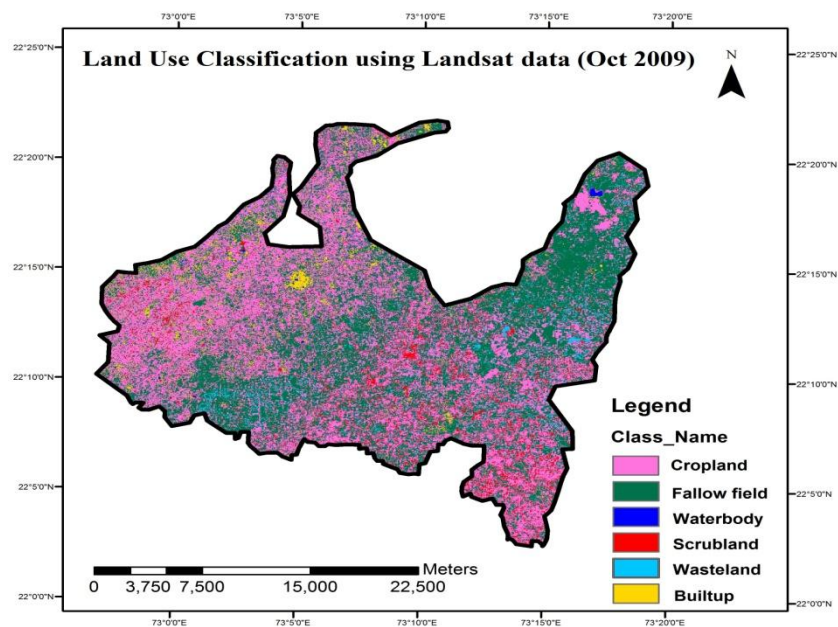 73°0'0"E 73°5'0"E 73°10'0"E 73°15'0"E 73°20'0"E
22°25'0"N 22°25'0"N
Land Use Classification using Landsat data (Oct 2009)
N
22°20'0"N 22°20'0"N
22°15'0"N 22°15'0"N
22°10'0"N 22°10'0"N
Legend
Class_Name
Cropland
22°5'0"N Fallow field 22°5'0"N
Waterbody
Scrubland
Meters Wasteland
0 3,750 7,500 15,000 22,500 Builtup
22°0'0"N 22°0'0"N
73°0'0"E 73°5'0"E 73°10'0"E 73°15'0"E 73°20'0"E